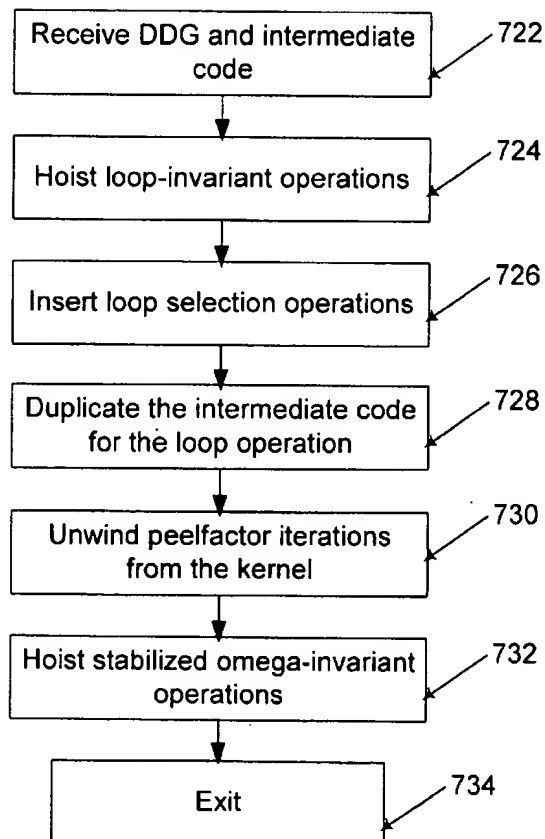 Receive DDG and intermediate
code
722
Hoist loop-invariant operations
724
Insert loop selection operations
726
Duplicate the intermediate code
for the loop operation
728
Unwind peelfactor iterations
from the kernel
730
Hoist stabilized omega-invariant
operations
732
Exit
734